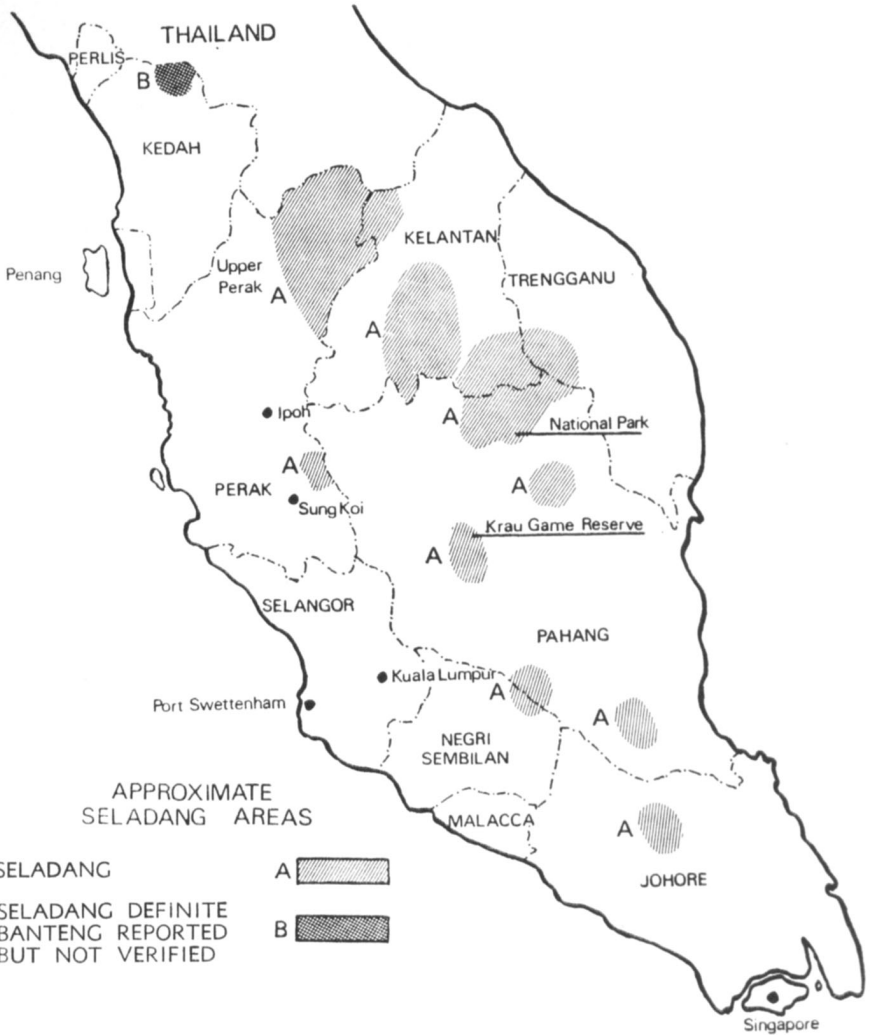 THAILAND
PERLIS
B
KEDAH
KELANTAN
Penang
Upper
Perak
A
TRENGGANU
A
Ipoh
A
National Park
A
PERAK
Sung Koi
A
Krau Game Reserve
A
SELANGOR
PAHANG
Kuala Lumpur
A
Port Swettenham
A
NEGRI
SEMBILAN
APPROXIMATE
SELADANG AREAS
MALACCA
A
SELADANG A
JOHORE
SELADANG DEFINITE
BANTENG REPORTED B
BUT NOT VERIFIED
Singapore